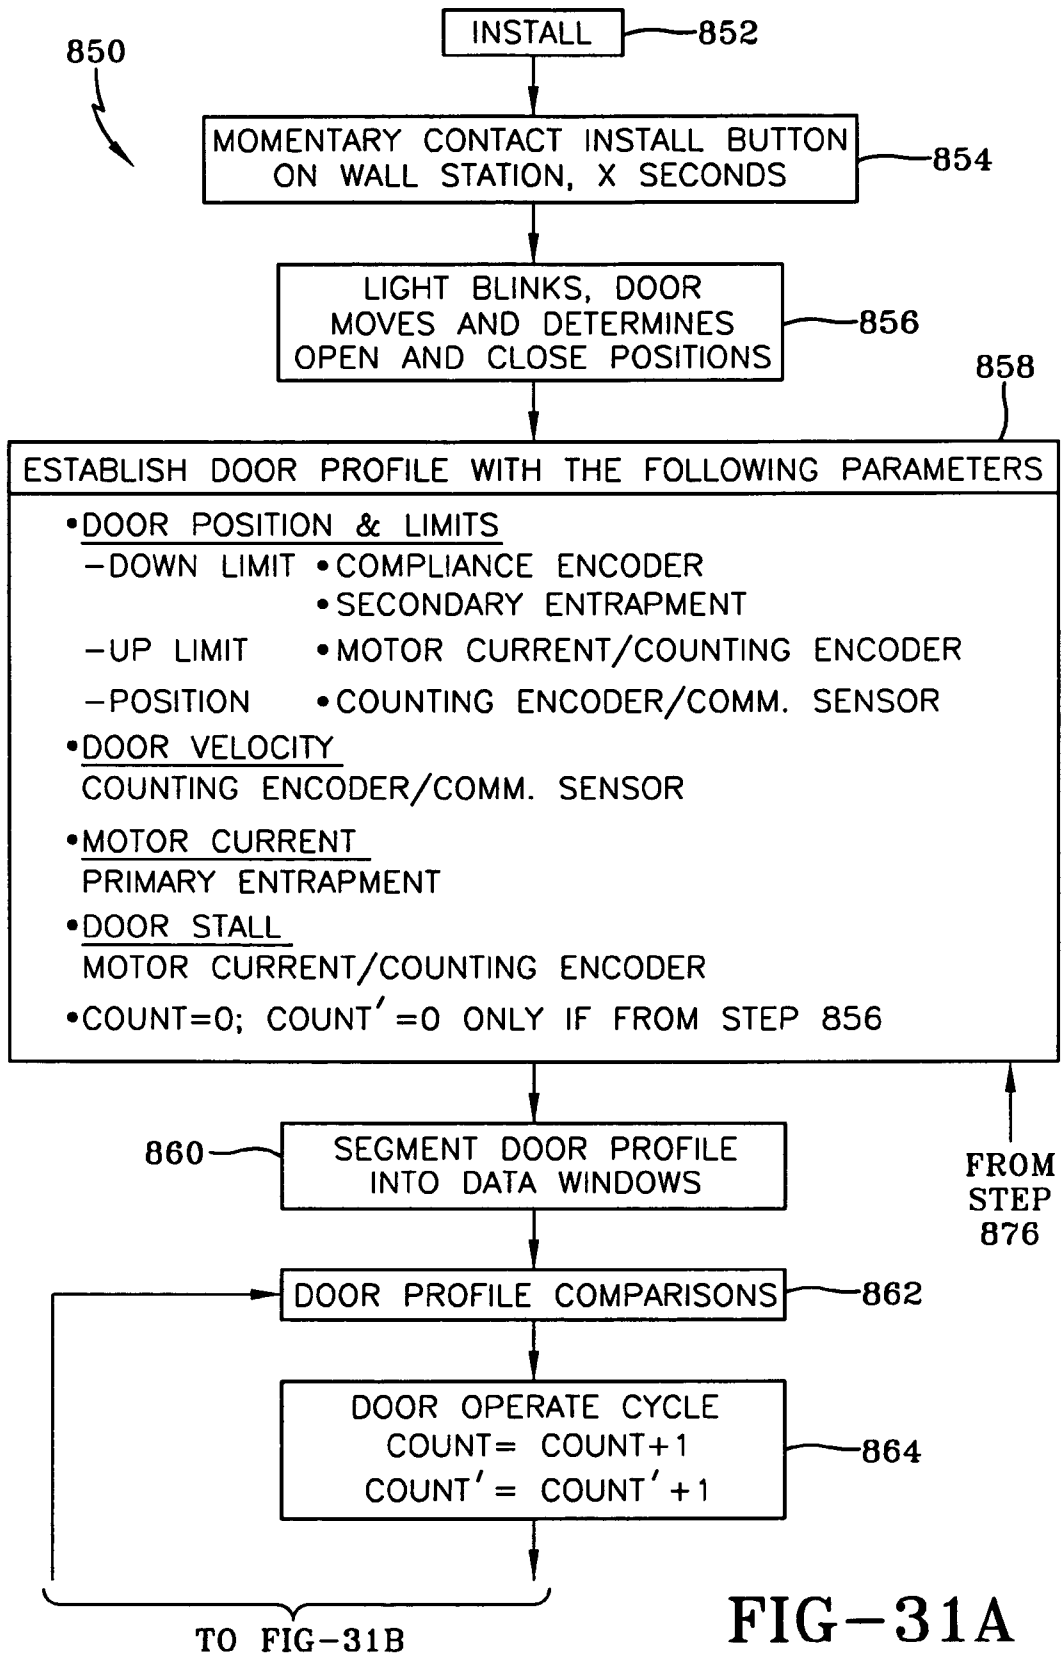 INSTALL
852
850
MOMENTARY CONTACT INSTALL BUTTON
ON WALL STATION, X SECONDS
854
LIGHT BLINKS, DOOR
MOVES AND DETERMINES
OPEN AND CLOSE POSITIONS
856
858
ESTABLISH DOOR PROFILE WITH THE FOLLOWING PARAMETERS
•DOOR POSITION & LIMITS
–DOWN LIMIT •COMPLIANCE ENCODER
•SECONDARY ENTRAPMENT
–UP LIMIT •MOTOR CURRENT/COUNTING ENCODER
–POSITION •COUNTING ENCODER/COMM. SENSOR
•DOOR VELOCITY
COUNTING ENCODER/COMM. SENSOR
•MOTOR CURRENT
PRIMARY ENTRAPMENT
•DOOR STALL
MOTOR CURRENT/COUNTING ENCODER
•COUNT=0; COUNT'=0 ONLY IF FROM STEP 856
860
SEGMENT DOOR PROFILE
INTO DATA WINDOWS
FROM
STEP
876
DOOR PROFILE COMPARISONS
862
DOOR OPERATE CYCLE
COUNT= COUNT+1
COUNT'= COUNT'+1
864
TO FIG–31B
FIG–31A